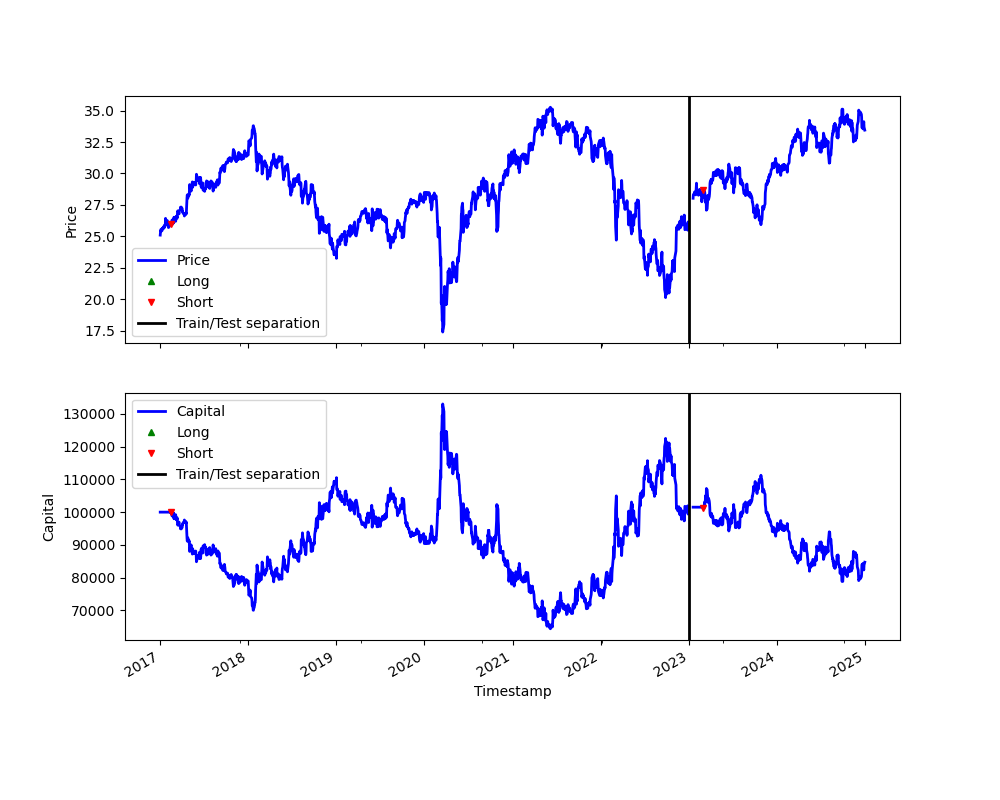 35.0
32.5
30.0
27.5
25.0
22.5
20.0
17.5
Price
Price
Long
Short
Train/Test separation
130000
120000
110000
100000
90000
80000
70000
Capital
Capital
Long
Short
Train/Test separation
2017
2018
2019
2020
2021
2022
2023
2024
2025
Timestamp